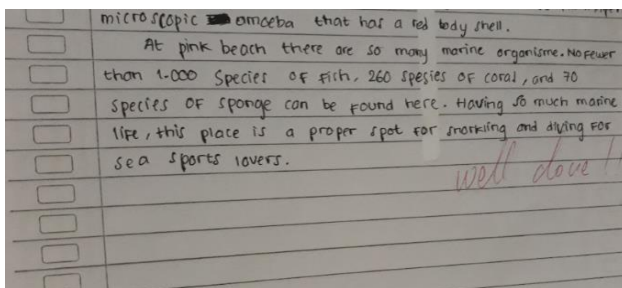 microscopic amoeba that has a red body shell.
At pink beach there are so many marine organisme. No fewer
than 1.000 Species OF Fish, 260 spesies OF coral, and 70
species OF sponge can be found here. Having so much marine
life, this place is a proper spot for snorkling and diving For
sea sports lovers.
well done!!